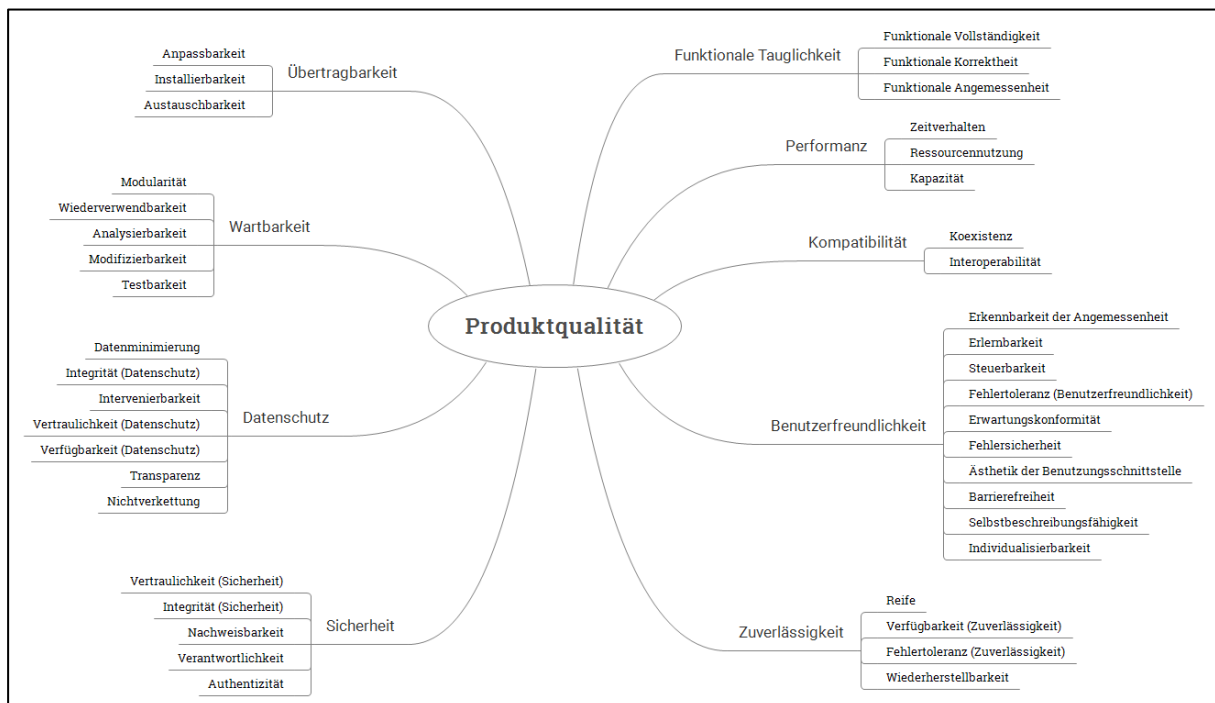 Produktqualität
Übertragbarkeit
Anpassbarkeit
Installierbarkeit
Austauschbarkeit
Wartbarkeit
Modularität
Wiederverwendbarkeit
Analysierbarkeit
Modifizierbarkeit
Testbarkeit
Datenschutz
Datenminimierung
Integrität (Datenschutz)
Intervenierbarkeit
Vertraulichkeit (Datenschutz)
Verfügbarkeit (Datenschutz)
Transparenz
Nichtverkettung
Sicherheit
Vertraulichkeit (Sicherheit)
Integrität (Sicherheit)
Nachweisbarkeit
Verantwortlichkeit
Authentizität
Funktionale Tauglichkeit
Funktionale Vollständigkeit
Funktionale Korrektheit
Funktionale Angemessenheit
Performanz
Zeitverhalten
Ressourcennutzung
Kapazität
Kompatibilität
Koexistenz
Interoperabilität
Benutzerfreundlichkeit
Erkennbarkeit der Angemessenheit
Erlernbarkeit
Steuerbarkeit
Fehlertoleranz (Benutzerfreundlichkeit)
Erwartungskonformität
Fehlersicherheit
Ästhetik der Benutzungsschnittstelle
Barrierefreiheit
Selbstbeschreibungsfähigkeit
Individualisierbarkeit
Zuverlässigkeit
Reife
Verfügbarkeit (Zuverlässigkeit)
Fehlertoleranz (Zuverlässigkeit)
Wiederherstellbarkeit